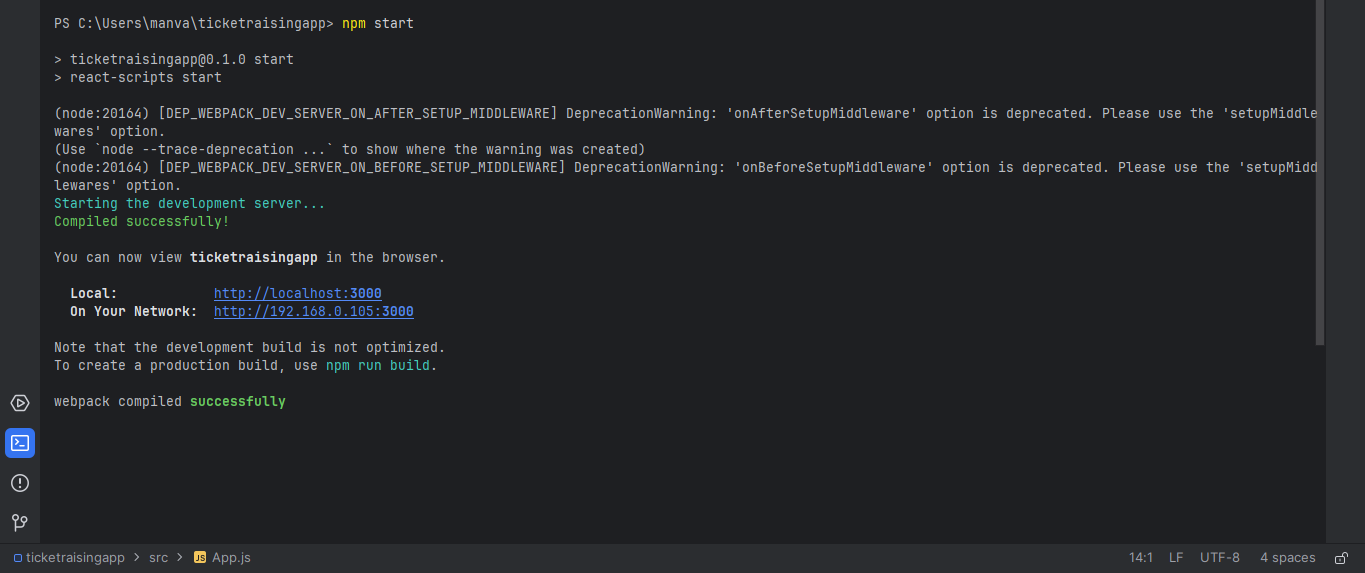 PS C:\Users\manva\ticketraisingapp> npm start
> ticketraisingapp@0.1.0 start
> react-scripts start
(node:20164) [DEP_WEBPACK_DEV_SERVER_ON_AFTER_SETUP_MIDDLEWARE] DeprecationWarning: 'onAfterSetupMiddleware' option is deprecated. Please use the 'setupMiddle
wares' option.
(Use `node --trace-deprecation ...` to show where the warning was created)
(node:20164) [DEP_WEBPACK_DEV_SERVER_ON_BEFORE_SETUP_MIDDLEWARE] DeprecationWarning: 'onBeforeSetupMiddleware' option is deprecated. Please use the 'setupMidd
lewares' option.
Starting the development server...
Compiled successfully!
You can now view ticketraisingapp in the browser.
Local: http://localhost:3000
On Your Network: http://192.168.0.105:3000
Note that the development build is not optimized.
To create a production build, use npm run build.
webpack compiled successfully
ticketraisingapp > src > JS App.js 14:1 LF UTF-8 4 spaces